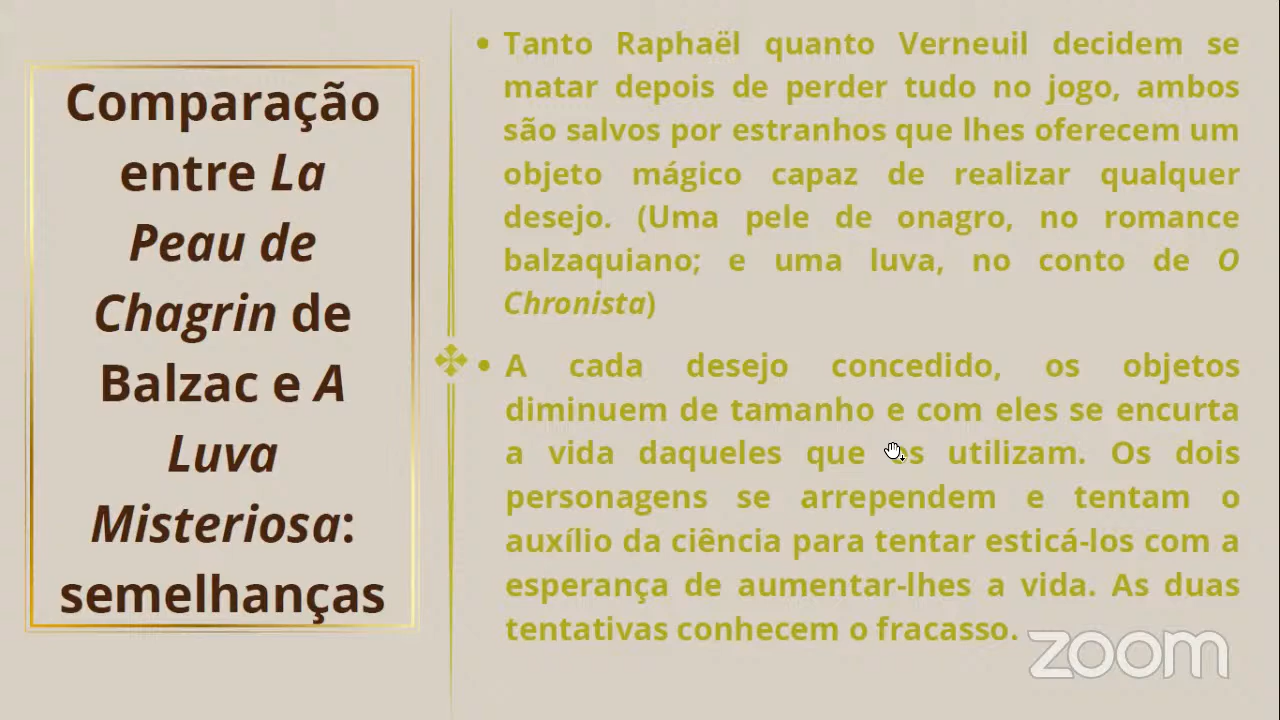 Comparação
entre La
Peau de
Chagrin de
Balzac e A
Luva
Misteriosa:
semelhanças
• Tanto Raphaël quanto Verneuil decidem se
matar depois de perder tudo no jogo, ambos
são salvos por estranhos que lhes oferecem um
objeto mágico capaz de realizar qualquer
desejo. (Uma pele de onagro, no romance
balzaquiano; e uma luva, no conto de O
Chronista)
• A cada desejo concedido, os objetos
diminuem de tamanho e com eles se encurta
a vida daqueles que os utilizam. Os dois
personagens se arrependem e tentam o
auxílio da ciência para tentar esticá-los com a
esperança de aumentar-lhes a vida. As duas
tentativas conhecem o fracasso.
zoom